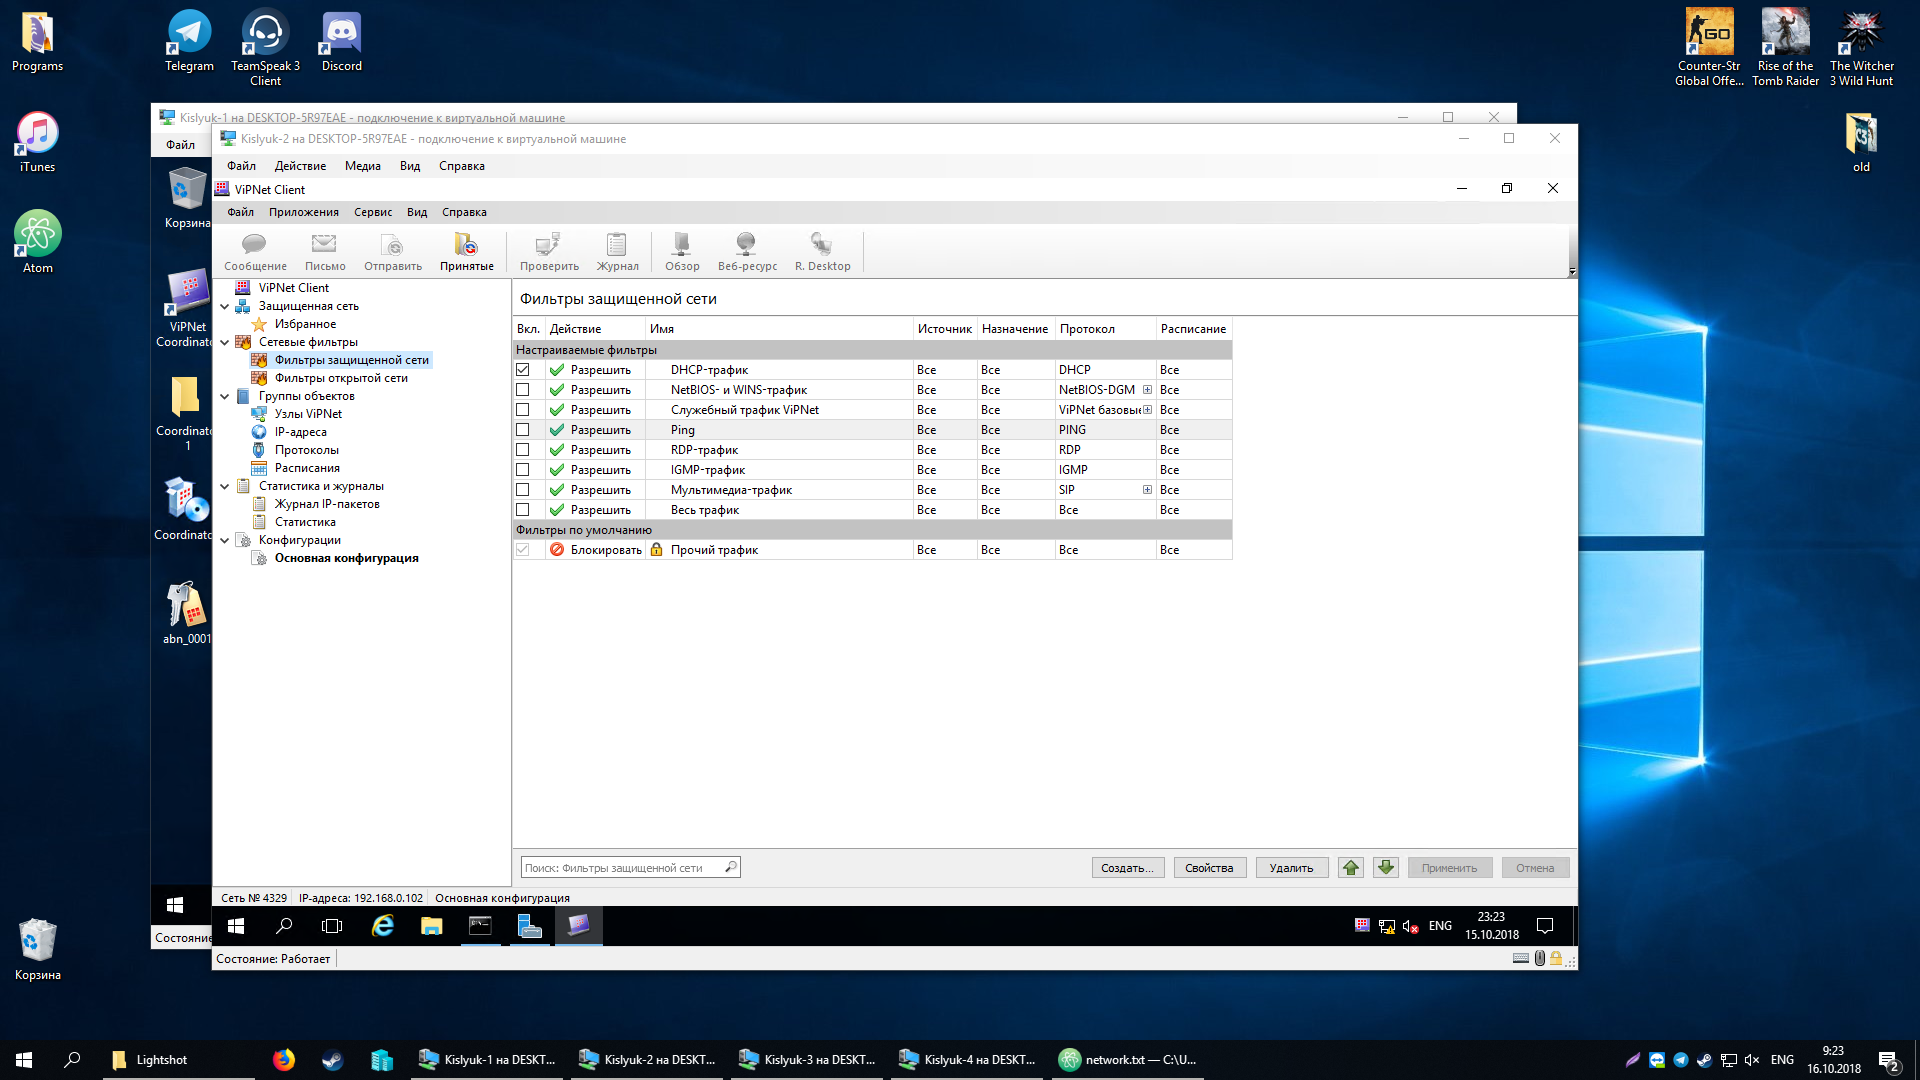 Programs
Telegram
TeamSpeak 3
Client
Discord
Counter-Str
Global Offe...
Rise of the
Tomb Raider
The Witcher
3 Wild Hunt
iTunes
Atom
old
Корзина
Kislyuk-1 на DESKTOP-5R97EAE - подключение к виртуальной машине
Файл
Корзина
ViPNet
Coordinato
Coordinato
1
Coordinato
abn_0001
Состояние
Kislyuk-2 на DESKTOP-5R97EAE - подключение к виртуальной машине
Файл Действие Медиа Вид Справка
ViPNet Client
Файл Приложения Сервис Вид Справка
Сообщение Письмо Отправить Принятые Проверить Журнал Обзор Веб-ресурс R. Desktop
ViPNet Client
Защищенная сеть
Избранное
Сетевые фильтры
Фильтры защищенной сети
Фильтры открытой сети
Группы объектов
Узлы ViPNet
IP-адреса
Протоколы
Расписания
Статистика и журналы
Журнал IP-пакетов
Статистика
Конфигурации
Основная конфигурация
Фильтры защищенной сети
Вкл. Действие Имя Источник Назначение Протокол Расписание
Настраиваемые фильтры
Разрешить DHCP-трафик Все Все DHCP Все
Разрешить NetBIOS- и WINS-трафик Все Все NetBIOS-DGM Все
Разрешить Служебный трафик ViPNet Все Все ViPNet базовые Все
Разрешить Ping Все Все PING Все
Разрешить RDP-трафик Все Все RDP Все
Разрешить IGMP-трафик Все Все IGMP Все
Разрешить Мультимедиа-трафик Все Все SIP Все
Разрешить Весь трафик Все Все Все Все
Фильтры по умолчанию
Блокировать Прочий трафик Все Все Все Все
Поиск: Фильтры защищенной сети
Создать... Свойства Удалить Применить Отмена
Сеть № 4329 IP-адреса: 192.168.0.102 Основная конфигурация
ENG
23:23
15.10.2018
Состояние: Работает
Lightshot
Kislyuk-1 на DESKT...
Kislyuk-2 на DESKT...
Kislyuk-3 на DESKT...
Kislyuk-4 на DESKT...
network.txt — C:\U...
ENG
9:23
16.10.2018
2